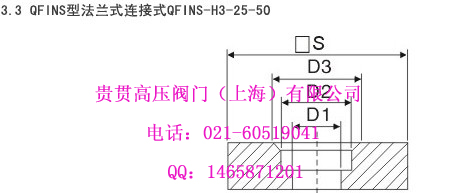 3.3 QFINS型法兰式连接式QFINS-H3-25-50
□S
D3
贵贯高压阀门（上海）有限公司
D2
D1
电话：021-60519041
QQ：1465871201